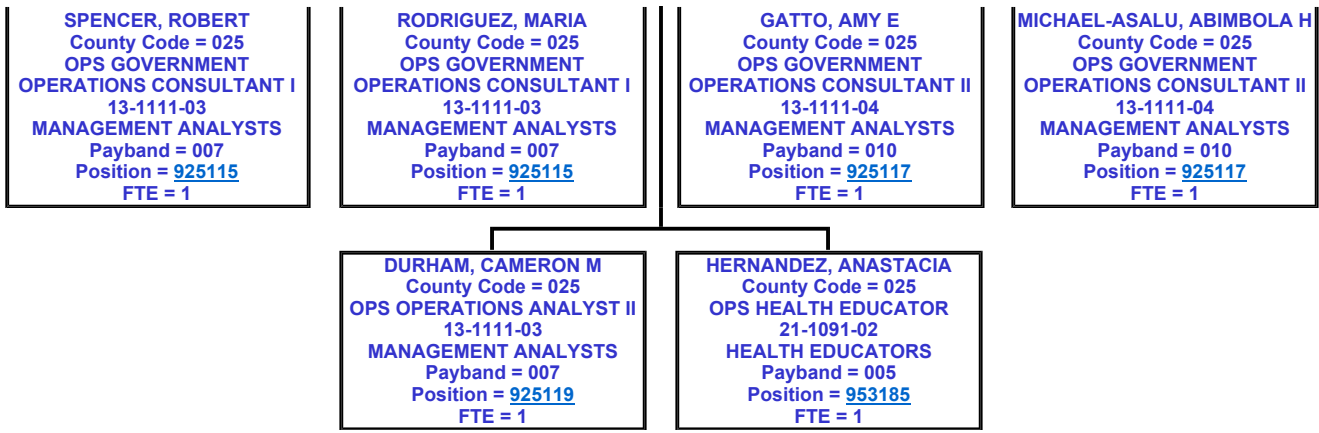 SPENCER, ROBERT
County Code = 025
OPS GOVERNMENT
OPERATIONS CONSULTANT I
13-1111-03
MANAGEMENT ANALYSTS
Payband = 007
Position = 925115
FTE = 1
RODRIGUEZ, MARIA
County Code = 025
OPS GOVERNMENT
OPERATIONS CONSULTANT I
13-1111-03
MANAGEMENT ANALYSTS
Payband = 007
Position = 925115
FTE = 1
GATTO, AMY E
County Code = 025
OPS GOVERNMENT
OPERATIONS CONSULTANT II
13-1111-04
MANAGEMENT ANALYSTS
Payband = 010
Position = 925117
FTE = 1
MICHAEL-ASALU, ABIMBOLA H
County Code = 025
OPS GOVERNMENT
OPERATIONS CONSULTANT II
13-1111-04
MANAGEMENT ANALYSTS
Payband = 010
Position = 925117
FTE = 1
DURHAM, CAMERON M
County Code = 025
OPS OPERATIONS ANALYST II
13-1111-03
MANAGEMENT ANALYSTS
Payband = 007
Position = 925119
FTE = 1
HERNANDEZ, ANASTACIA
County Code = 025
OPS HEALTH EDUCATOR
21-1091-02
HEALTH EDUCATORS
Payband = 005
Position = 953185
FTE = 1